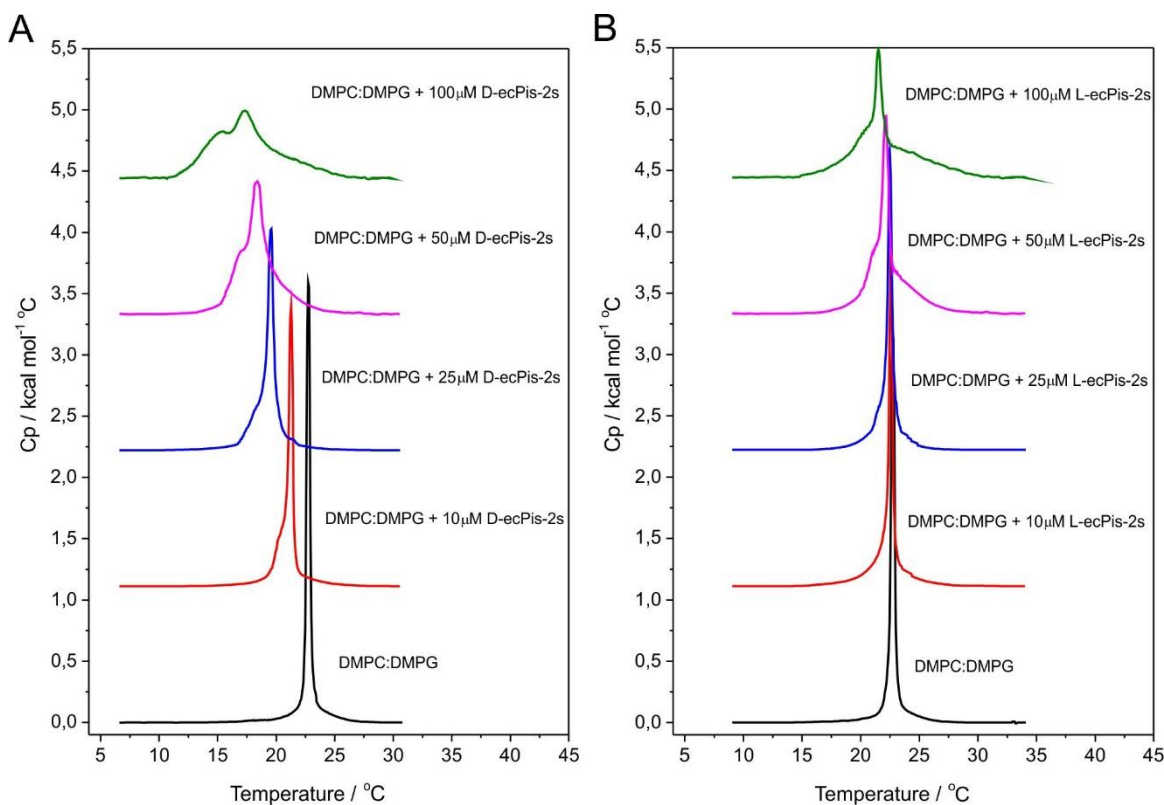 A
5,5
5,0
4,5
4,0
3,5
3,0
2,5
2,0
1,5
1,0
0,5
0,0
Cp / kcal mol⁻¹ °C
DMPC:DMPG + 100μM D-ecPis-2s
DMPC:DMPG + 50μM D-ecPis-2s
DMPC:DMPG + 25μM D-ecPis-2s
DMPC:DMPG + 10μM D-ecPis-2s
DMPC:DMPG
5 10 15 20 25 30 35 40 45
Temperature / °C
B
5,5
5,0
4,5
4,0
3,5
3,0
2,5
2,0
1,5
1,0
0,5
0,0
Cp / kcal mol⁻¹ °C
DMPC:DMPG + 100μM L-ecPis-2s
DMPC:DMPG + 50μM L-ecPis-2s
DMPC:DMPG + 25μM L-ecPis-2s
DMPC:DMPG + 10μM L-ecPis-2s
DMPC:DMPG
5 10 15 20 25 30 35 40 45
Temperature / °C